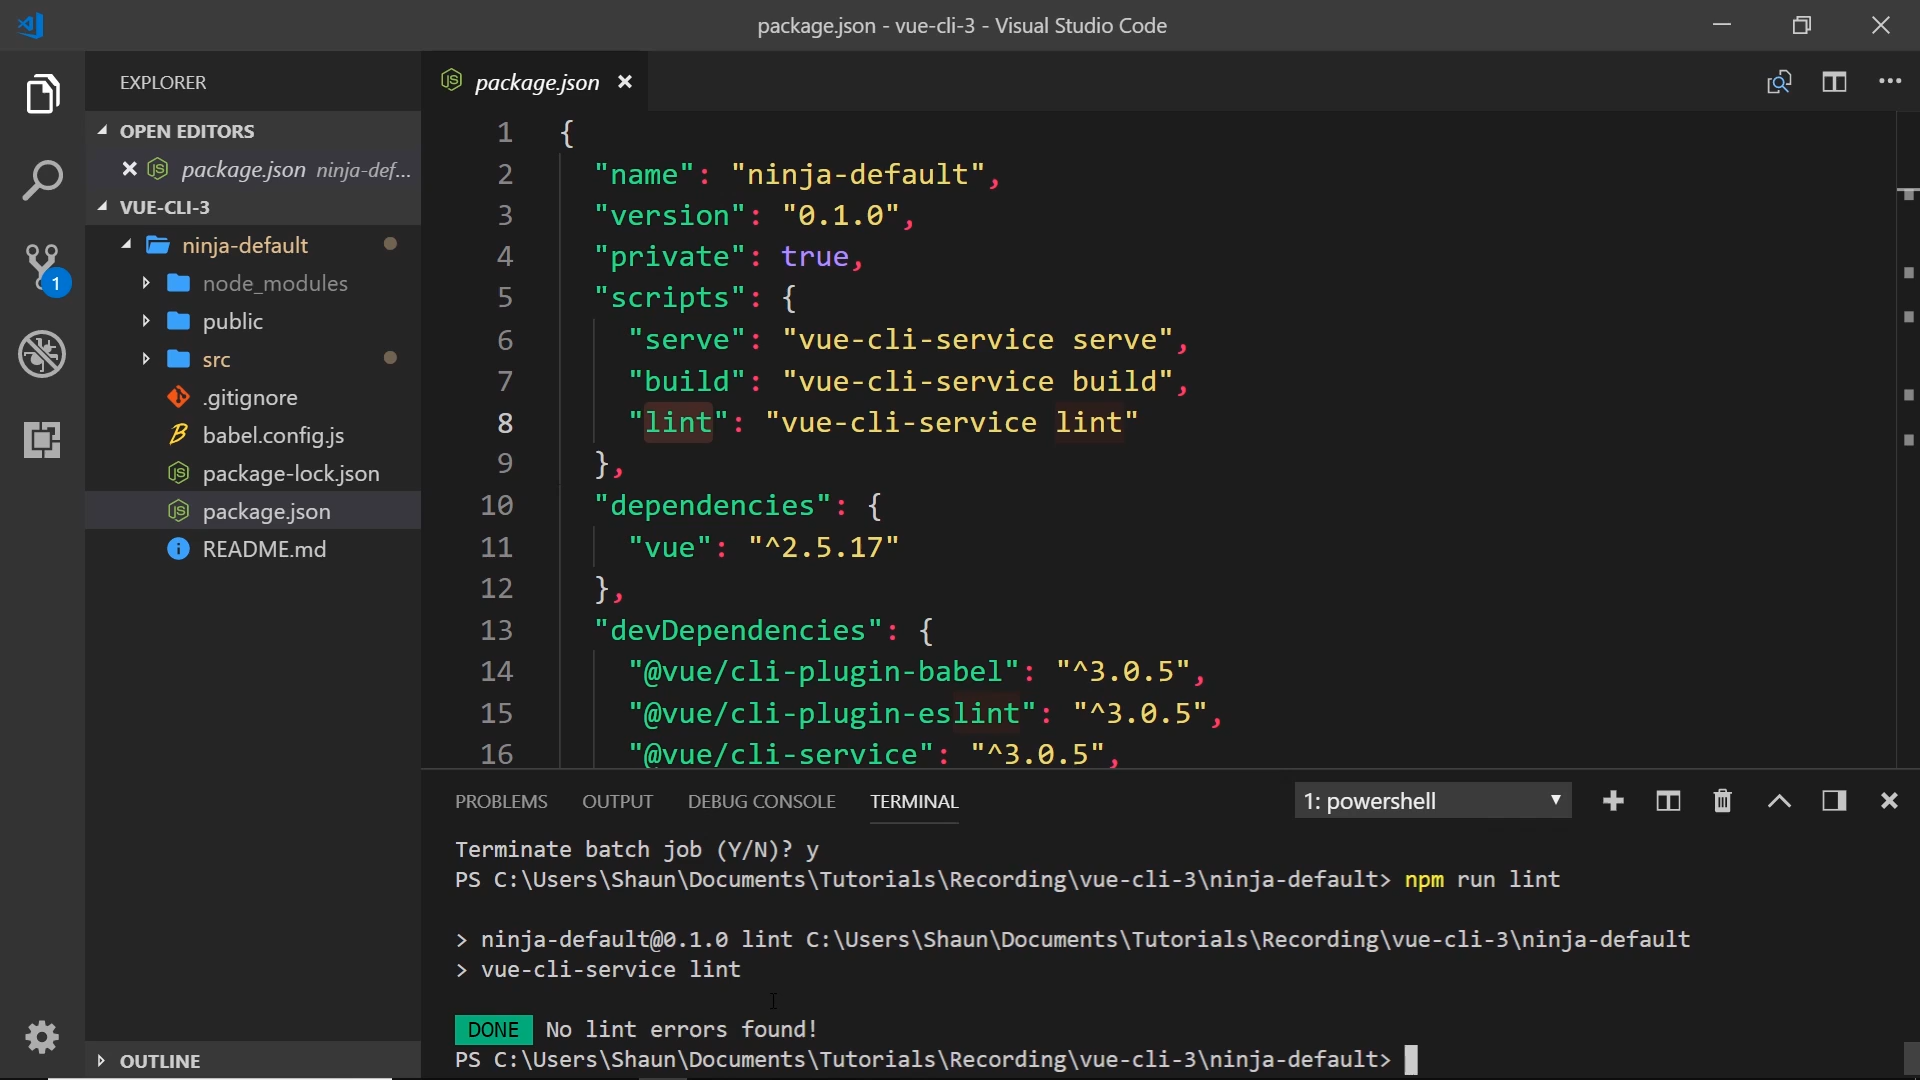 package.json - vue-cli-3 - Visual Studio Code
EXPLORER
OPEN EDITORS
package.json ninja-def...
VUE-CLI-3
ninja-default
node_modules
public
src
.gitignore
babel.config.js
package-lock.json
package.json
README.md
OUTLINE
1
package.json
1 {
2 "name": "ninja-default",
3 "version": "0.1.0",
4 "private": true,
5 "scripts": {
6 "serve": "vue-cli-service serve",
7 "build": "vue-cli-service build",
8 "lint": "vue-cli-service lint"
9 },
10 "dependencies": {
11 "vue": "^2.5.17"
12 },
13 "devDependencies": {
14 "@vue/cli-plugin-babel": "^3.0.5",
15 "@vue/cli-plugin-eslint": "^3.0.5",
16 "@vue/cli-service": "^3.0.5",
PROBLEMS OUTPUT DEBUG CONSOLE TERMINAL 1: powershell
Terminate batch job (Y/N)? y
PS C:\Users\Shaun\Documents\Tutorials\Recording\vue-cli-3\ninja-default> npm run lint
> ninja-default@0.1.0 lint C:\Users\Shaun\Documents\Tutorials\Recording\vue-cli-3\ninja-default
> vue-cli-service lint
DONE No lint errors found!
PS C:\Users\Shaun\Documents\Tutorials\Recording\vue-cli-3\ninja-default>